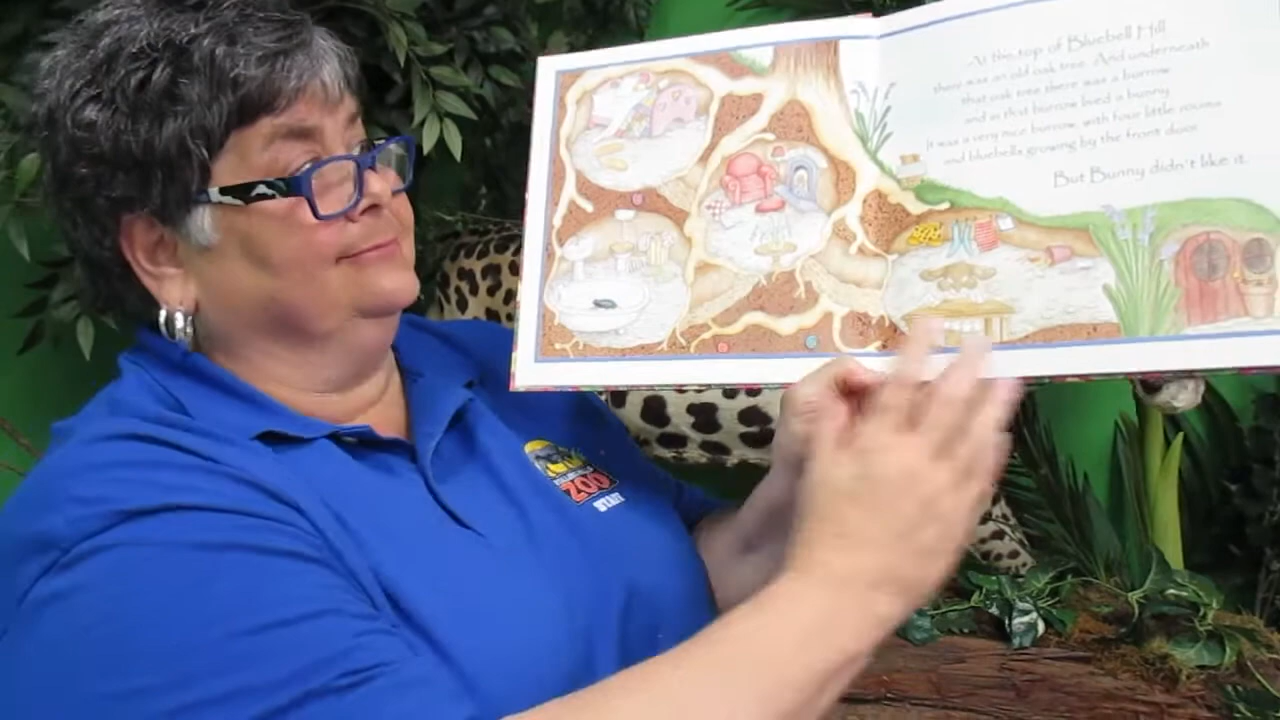 At the top of Bluebell Hill
there was an old oak tree. And underneath
that oak tree there was a burrow
and in that burrow lived a bunny.
It was a very nice burrow, with four little rooms
and bluebells growing by the front door.
But Bunny didn't like it.
ZOO
STAFF